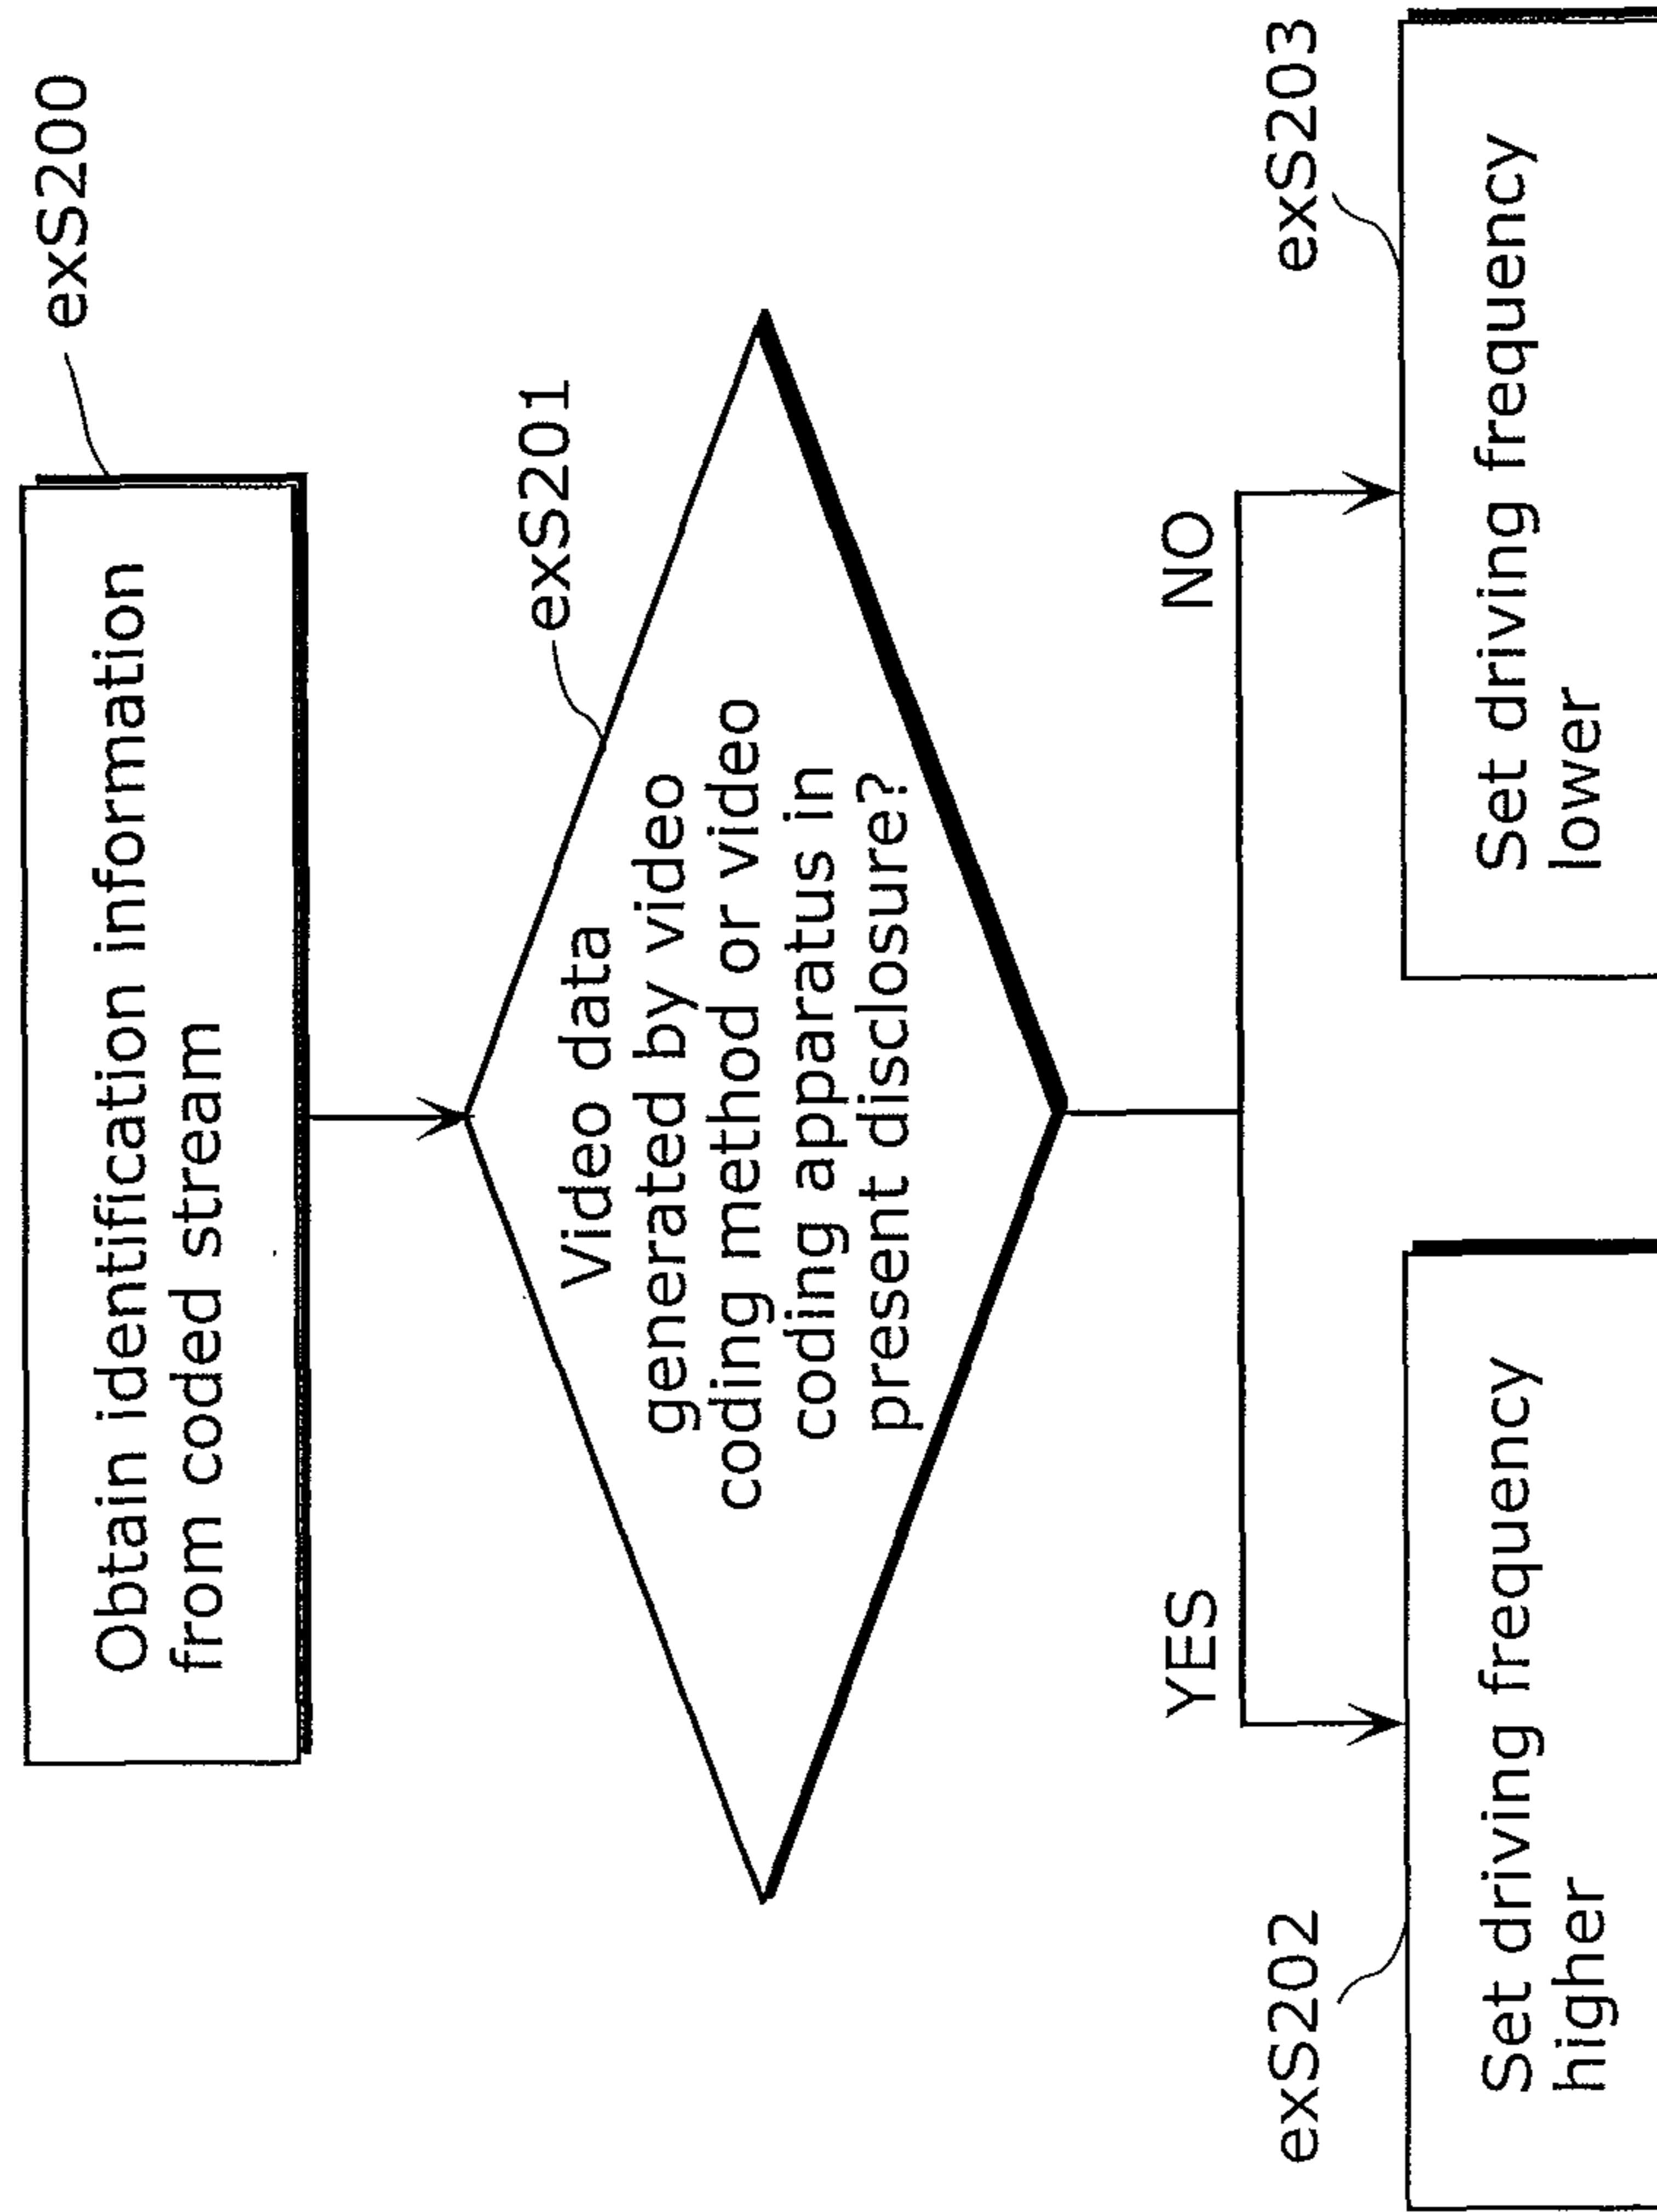 exS200
Obtain identification information
from coded stream
exS201
Video data
generated by video
coding method or video
coding apparatus in
present disclosure?
YES
NO
exS202
Set driving frequency
higher
exS203
Set driving frequency
lower